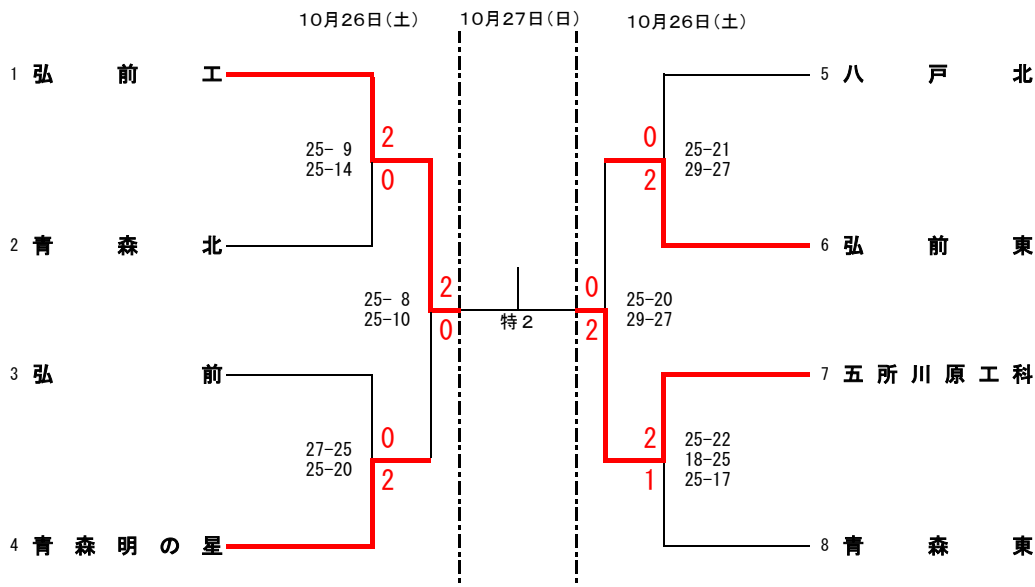 10月26日(土) 10月27日(日) 10月26日(土)
1 弘前工
5 八戸北
2
0
25- 9
25-14
0
2
25-21
29-27
2 青森北
6 弘前東
2
0
25- 8
25-10
特2
0
2
25-20
29-27
3 弘前
7 五所川原工科
0
2
27-25
25-20
2
1
25-22
18-25
25-17
4 青森明の星
8 青森東